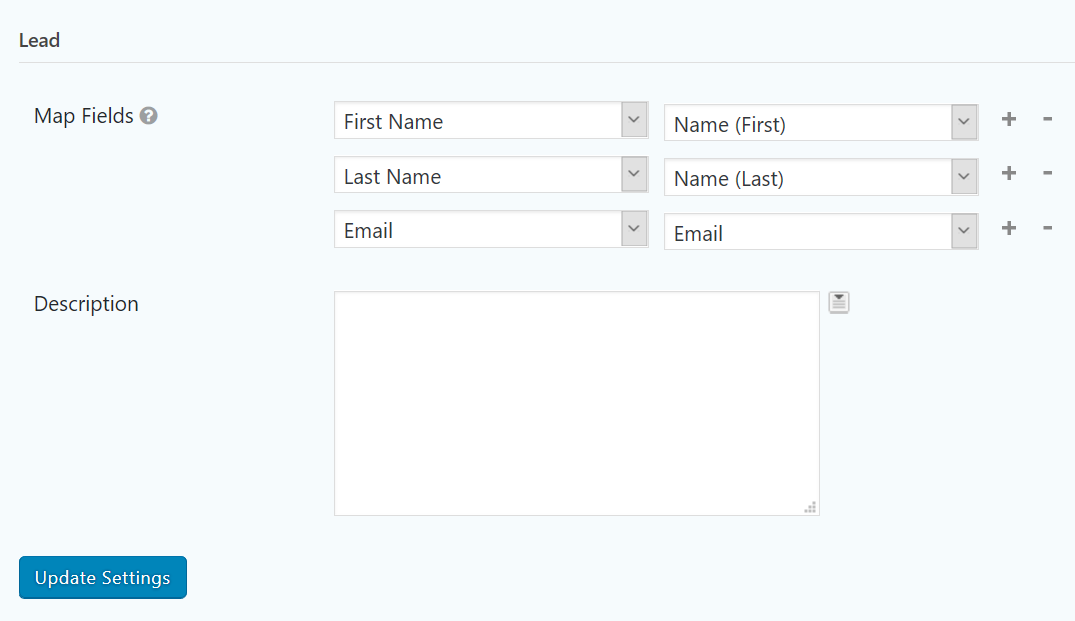 Lead
Map Fields ?
First Name Name (First) + -
Last Name Name (Last) + -
Email Email + -
Description
Update Settings